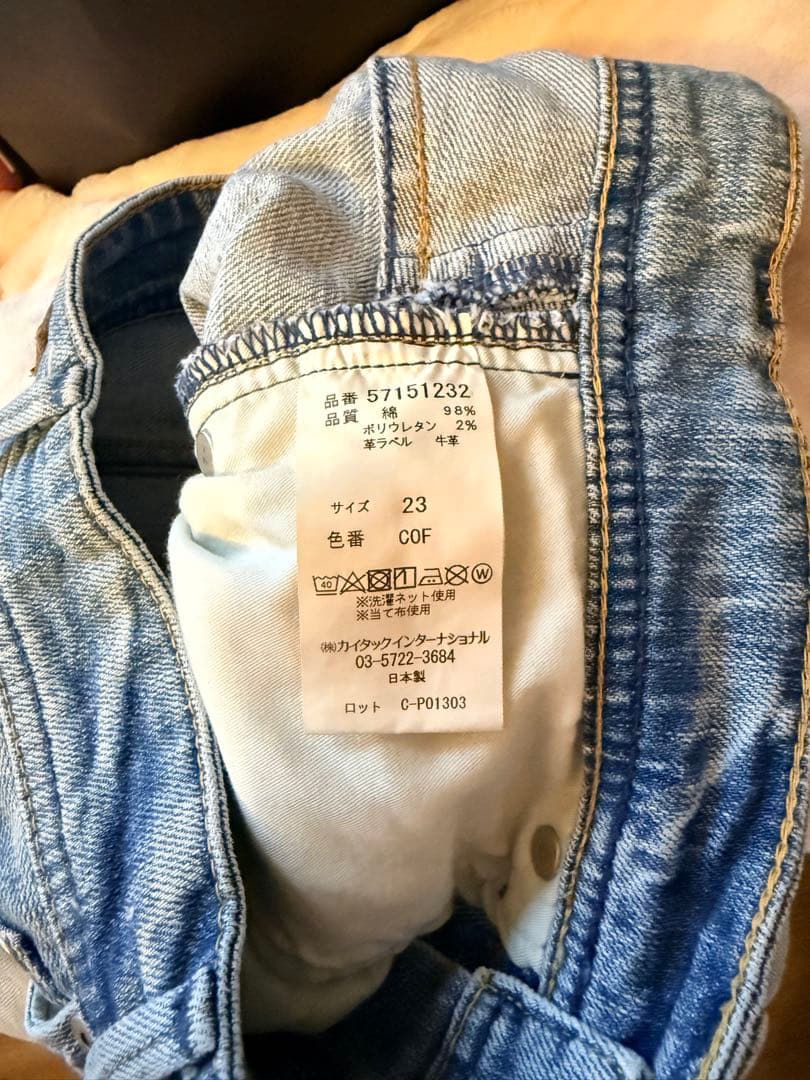 品番 57151232
品質 綿 98%
ポリウレタン 2%
革ラベル 牛革
サイズ 23
色番 COF
40 1 W
※洗濯ネット使用
※当て布使用
㈱カイタックインターナショナル
03-5722-3684
日本製
ロット C-P01303